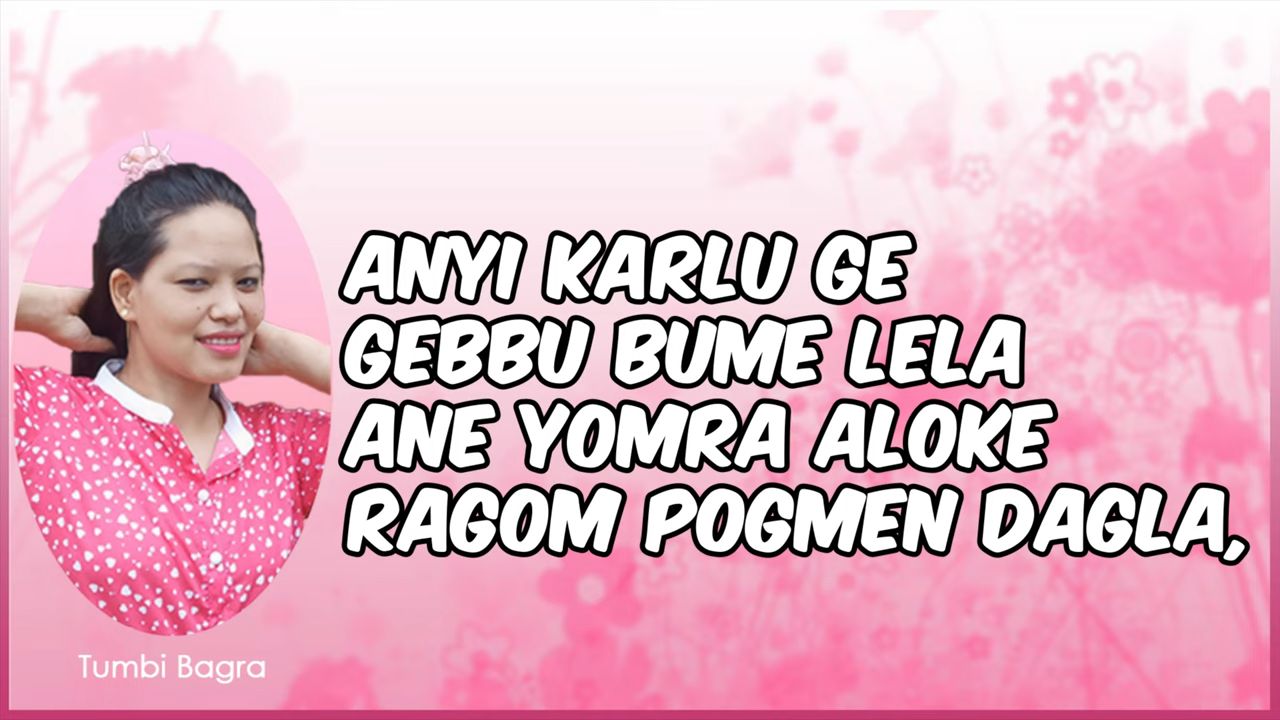 ANYI KARLU GE
GEBBU BUME LELA
ANE YOMRA ALOKE
RAGOM POGMEN DAGLA,
Tumbi Bagra